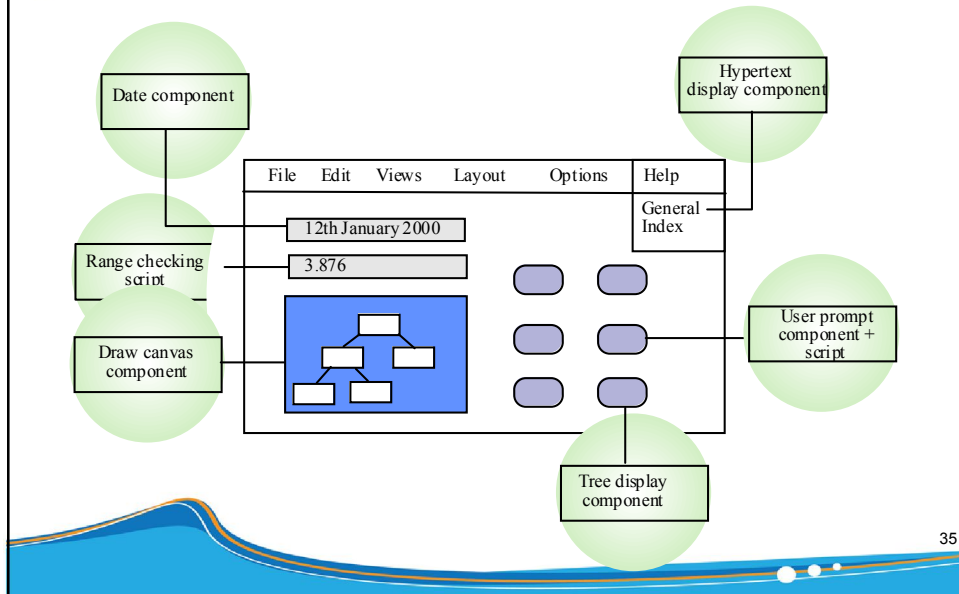 Date component
Hypertext
display component
File Edit Views Layout Options Help
General
Index
12th January 2000
3.876
Range checking
script
Draw canvas
component
User prompt
component +
script
Tree display
component
35